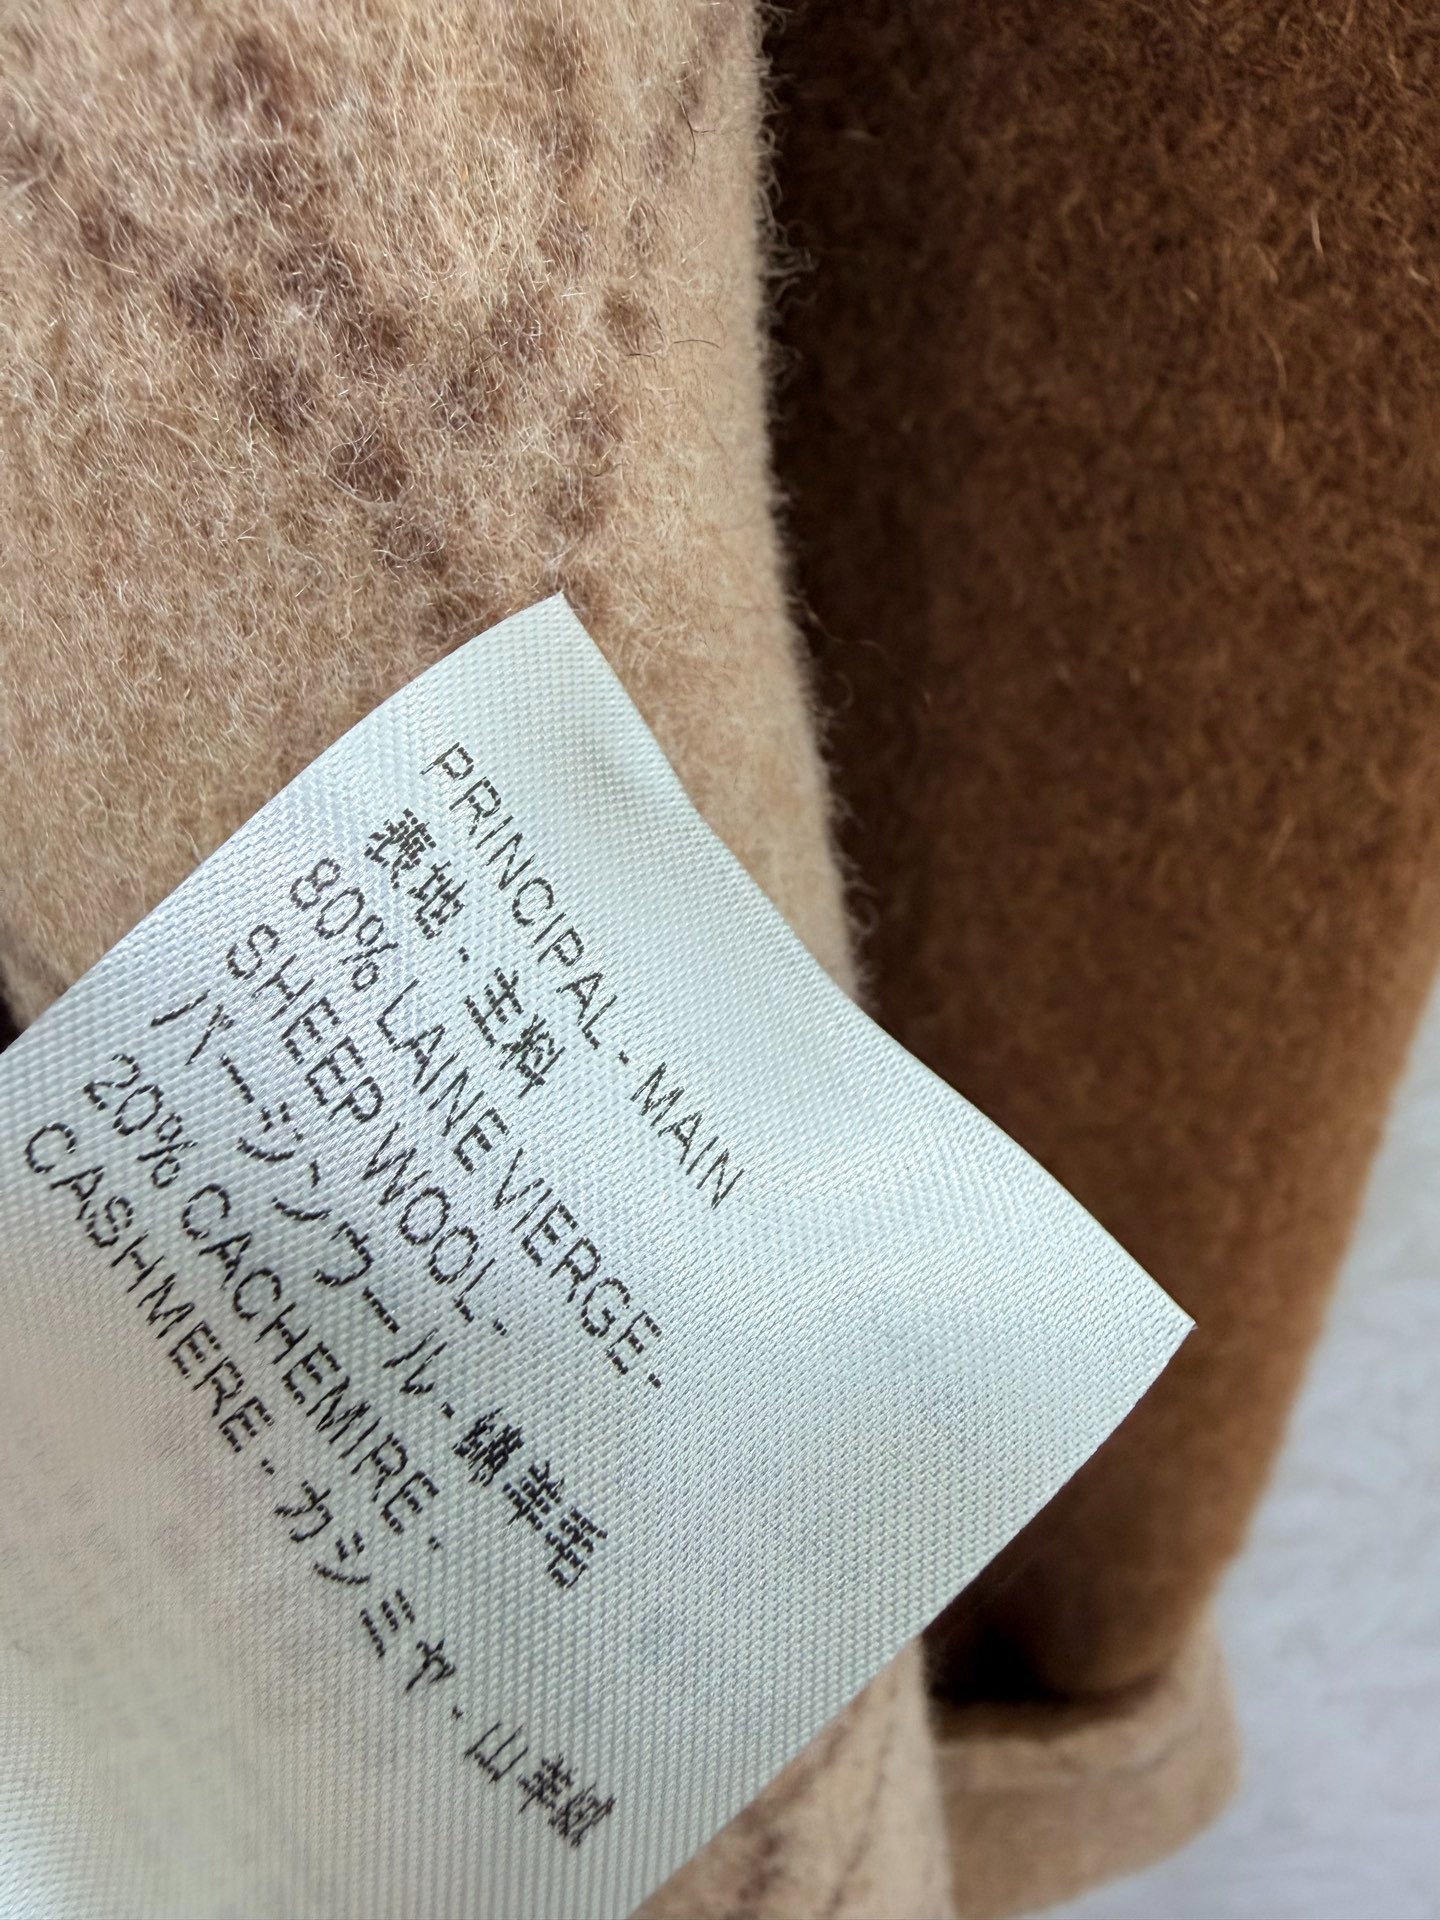 PRINCIPAL - MAIN
表地 - 主料
80% LAINE VIERGE -
SHEEP WOOL -
バージンウール - 绵羊毛
20% CACHEMIRE -
CASHMERE - カシミヤ - 山羊绒